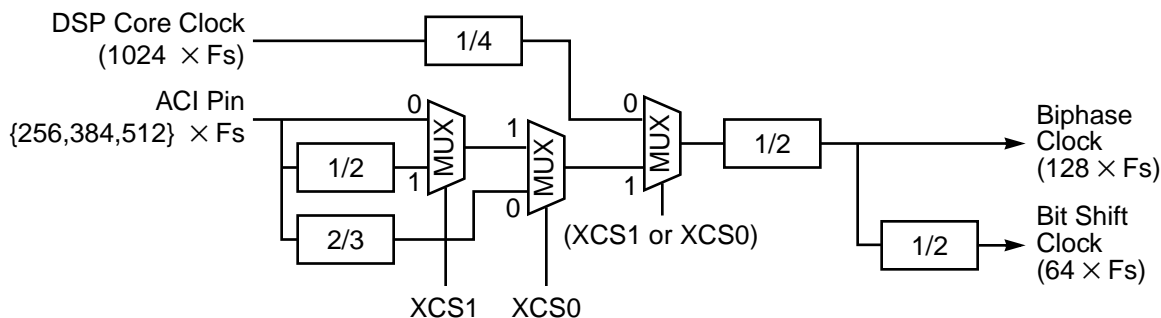 DSP Core Clock
(1024 × Fs)
1/4
ACI Pin
{256,384,512} × Fs
0
1
MUX
1/2
2/3
1
0
MUX
0
1
MUX
(XCS1 or XCS0)
XCS1
XCS0
1/2
Biphase
Clock
(128 × Fs)
1/2
Bit Shift
Clock
(64 × Fs)